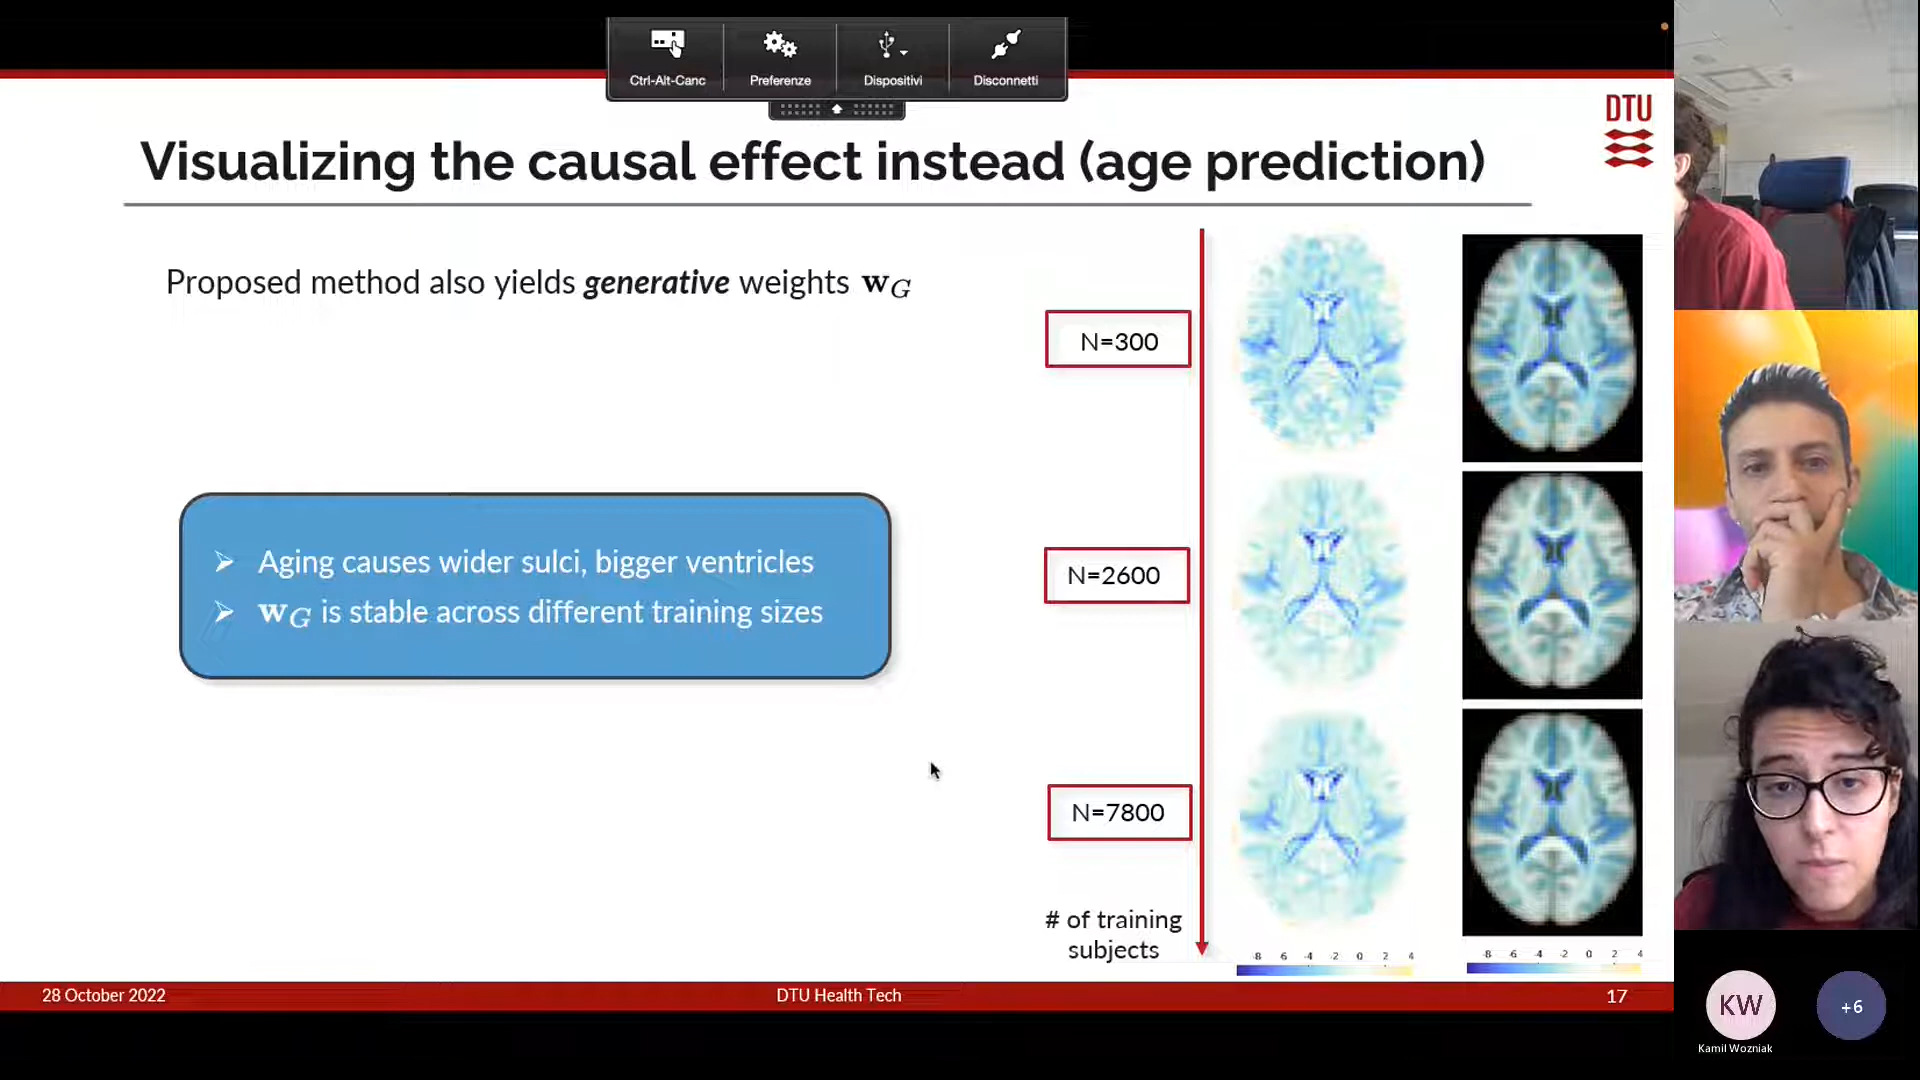 Ctrl-Alt-Canc
Preferenze
Dispositivi
Disconnetti
DTU
Visualizing the causal effect instead (age prediction)
Proposed method also yields generative weights w_G
N=300
➢ Aging causes wider sulci, bigger ventricles
➢ w_G is stable across different training sizes
N=2600
N=7800
# of training
subjects
-8 -6 -4 -2 0 2 4
-8 -6 -4 -2 0 2 4
28 October 2022
DTU Health Tech
17
KW
+6
Kamil Wozniak